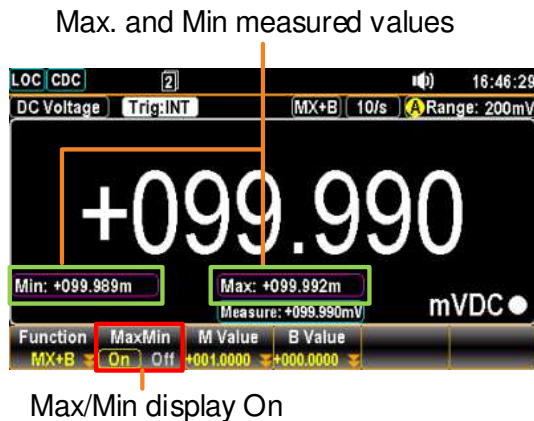 Max. and Min measured values
LOC CDC 2 16:46:29
DC Voltage Trig:INT MX+B 10/s A Range: 200mV
+099.990
Min: +099.989m Max: +099.992m
Measure: +099.990mV mVDC
Function MaxMin M Value B Value
MX+B On Off +001.0000 +000.0000
Max/Min display On